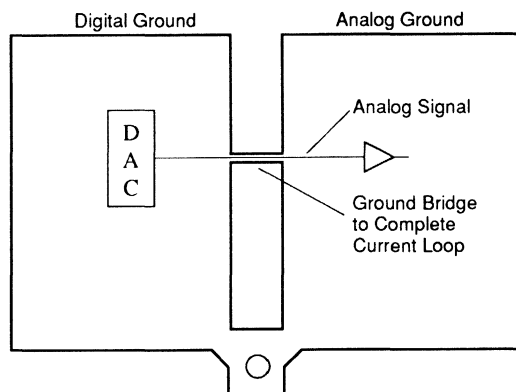 Digital Ground
Analog Ground
Analog Signal
D
A
C
Ground Bridge
to Complete
Current Loop